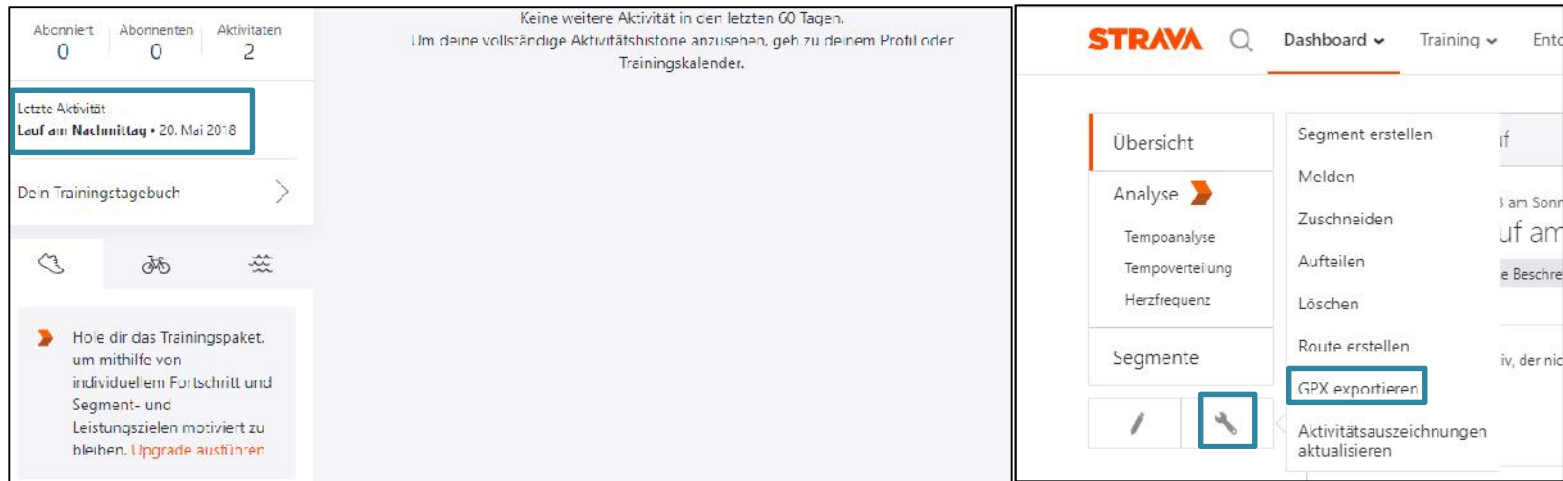 Abonniert Abonnenten Aktivitäten
0 0 2
Letzte Aktivität
Lauf am Nachmittag • 20. Mai 2018
Dein Trainingstagebuch
Hole dir das Trainingspaket,
um mithilfe von
individuellem Fortschritt und
Segment- und
Leistungszielen motiviert zu
bleiben. Upgrade ausführen
Keine weitere Aktivität in den letzten 60 Tagen.
Um deine vollständige Aktivitätshistorie anzusehen, geh zu deinem Profil oder
Trainingskalender.
STRAVA Dashboard Training
Übersicht
Analyse
Tempoanalyse
Tempoverteilung
Herzfrequenz
Segmente
Segment erstellen
Melden
Zuschneiden
Aufteilen
Löschen
Route erstellen
GPX exportieren
Aktivitätsauszeichnungen
aktualisieren
am
iv, der